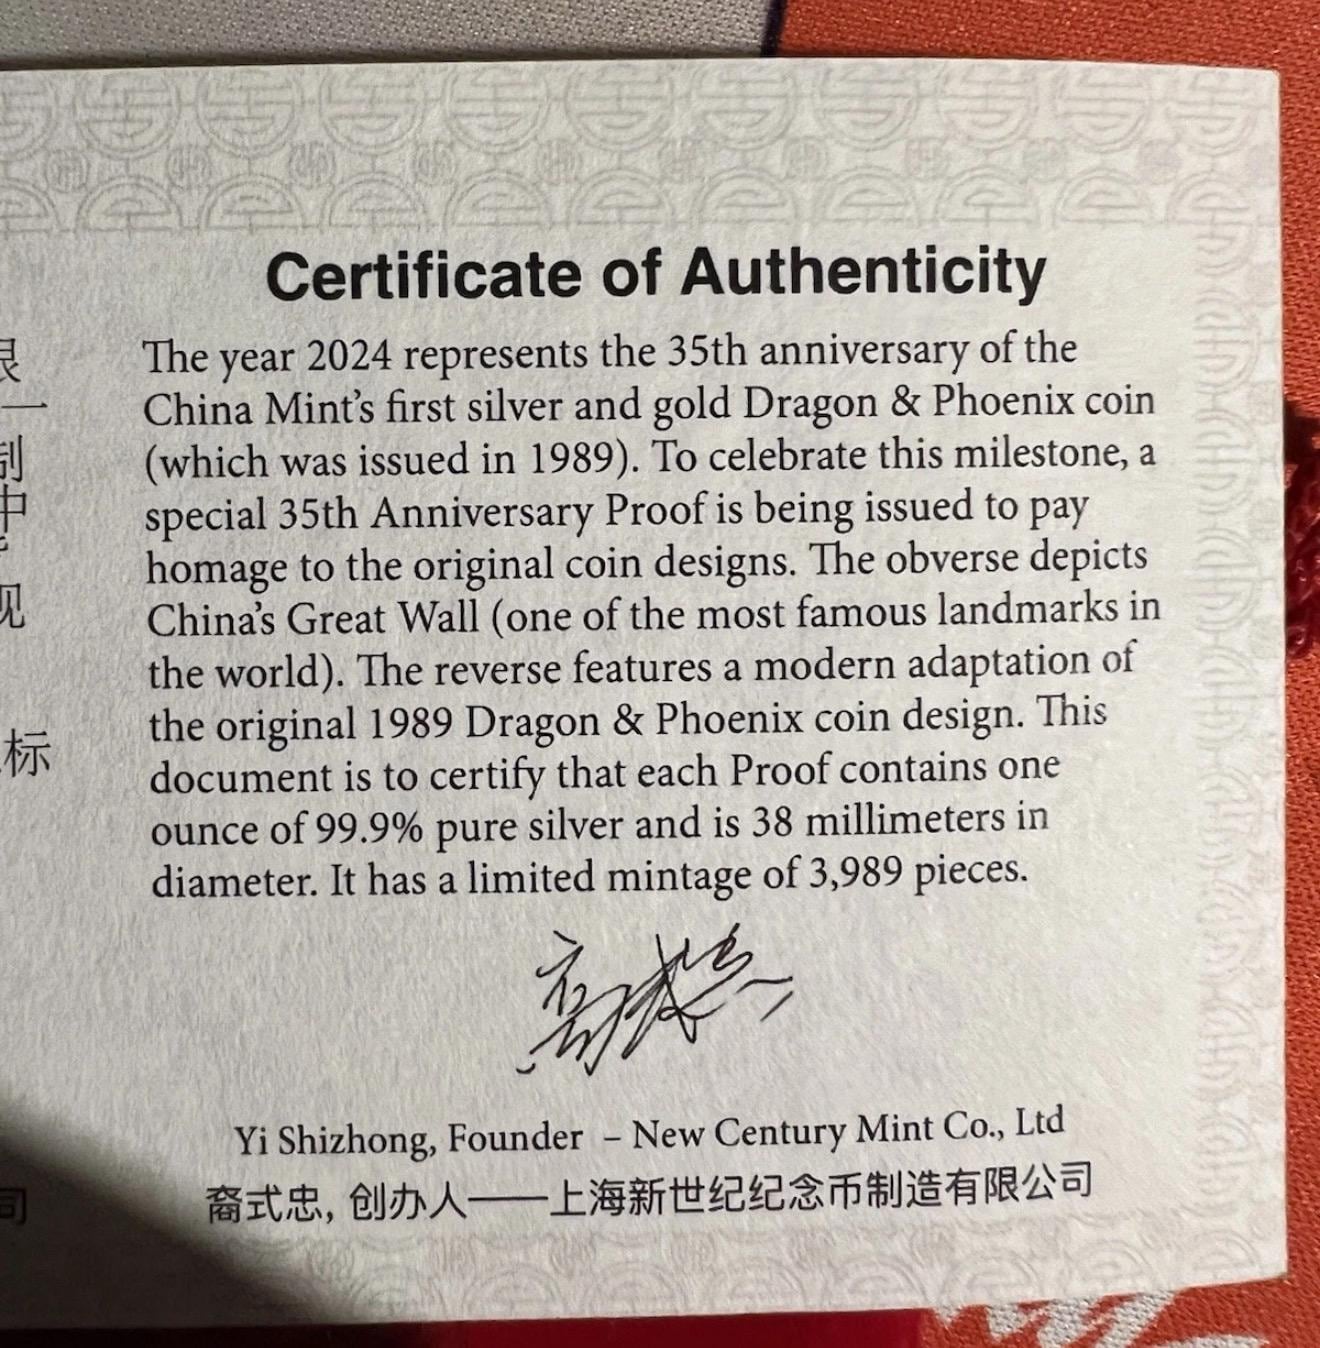 Certificate of Authenticity
The year 2024 represents the 35th anniversary of the
China Mint's first silver and gold Dragon & Phoenix coin
(which was issued in 1989). To celebrate this milestone, a
special 35th Anniversary Proof is being issued to pay
homage to the original coin designs. The obverse depicts
China's Great Wall (one of the most famous landmarks in
the world). The reverse features a modern adaptation of
the original 1989 Dragon & Phoenix coin design. This
document is to certify that each Proof contains one
ounce of 99.9% pure silver and is 38 millimeters in
diameter. It has a limited mintage of 3,989 pieces.
Yi Shizhong, Founder – New Century Mint Co., Ltd
裔式忠, 创办人——上海新世纪纪念币制造有限公司
一
制
中
现
标
司